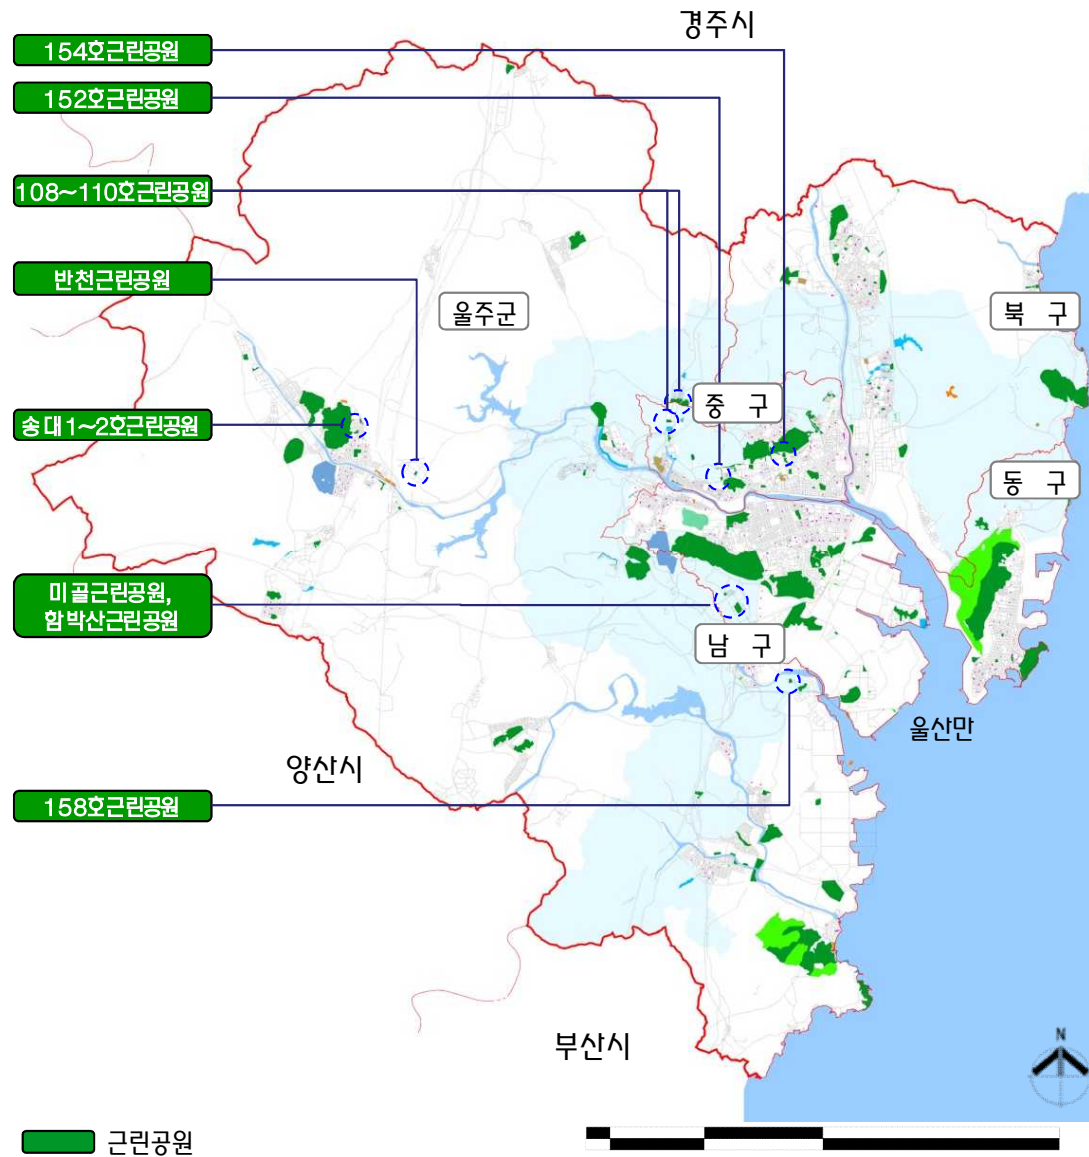 경주시
154호근린공원
152호근린공원
108~110호근린공원
반천근린공원
울주군
북 구
중 구
송대1~2호근린공원
동 구
미골근린공원,
함박산근린공원
남 구
울산만
양산시
158호근린공원
부산시
N
근린공원